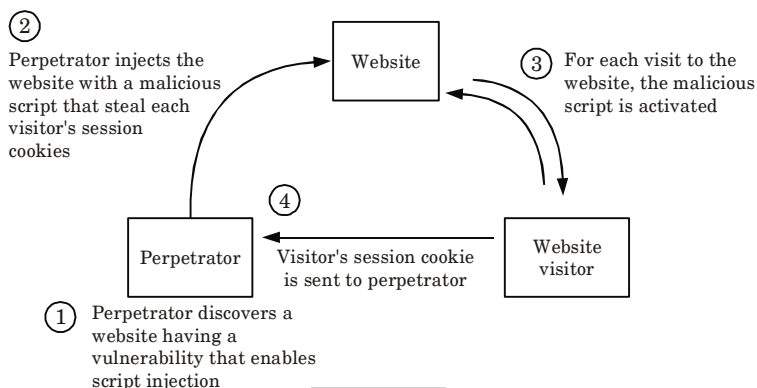 2
Perpetrator injects the
website with a malicious
script that steal each
visitor's session
cookies
Website
3
For each visit to the
website, the malicious
script is activated
4
Perpetrator
Visitor's session cookie
is sent to perpetrator
Website
visitor
1
Perpetrator discovers a
website having a
vulnerability that enables
script injection